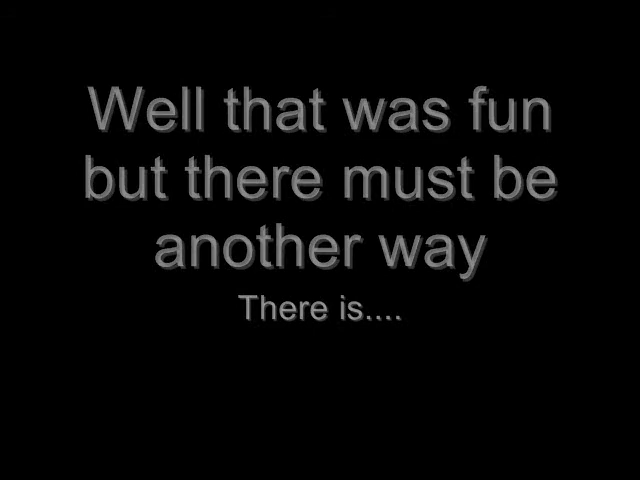 Well that was fun
but there must be
another way
There is....